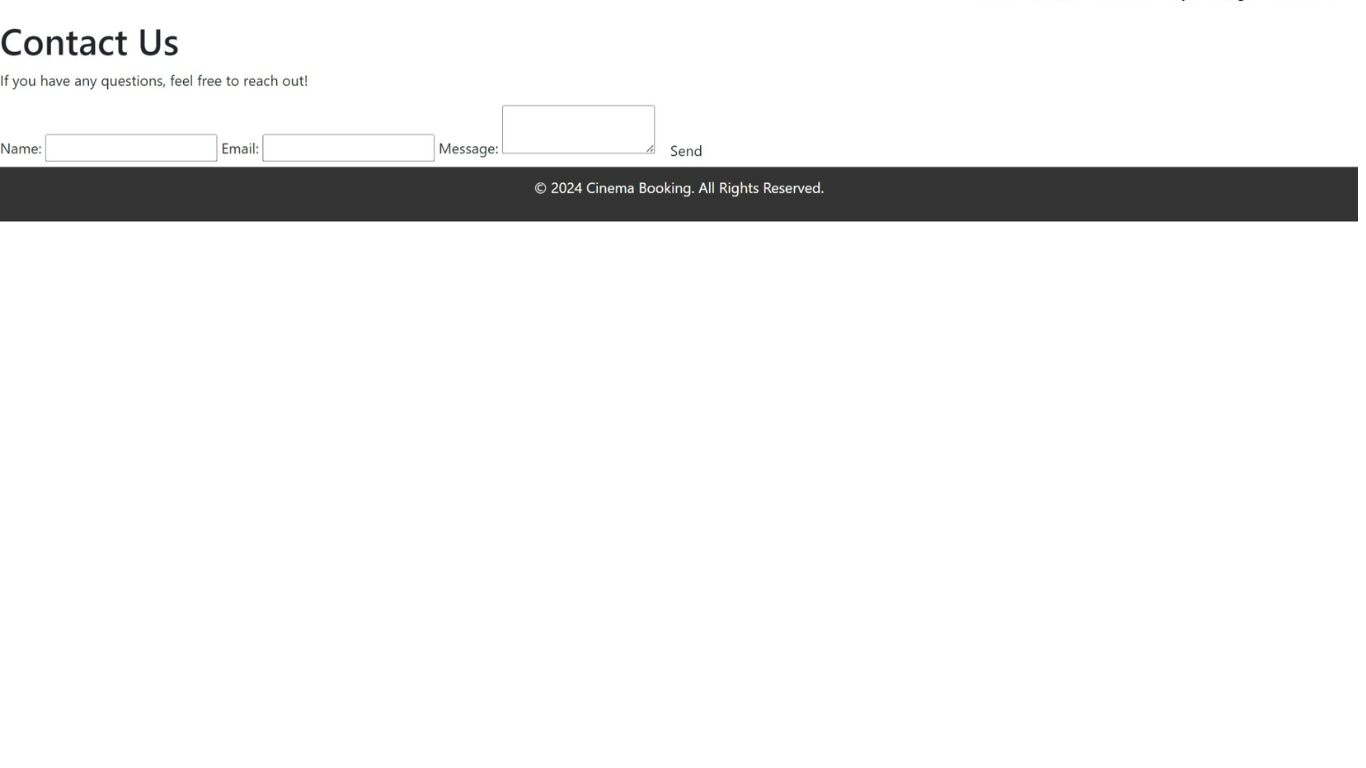 Contact Us
If you have any questions, feel free to reach out!
Name: Email: Message: Send
© 2024 Cinema Booking. All Rights Reserved.